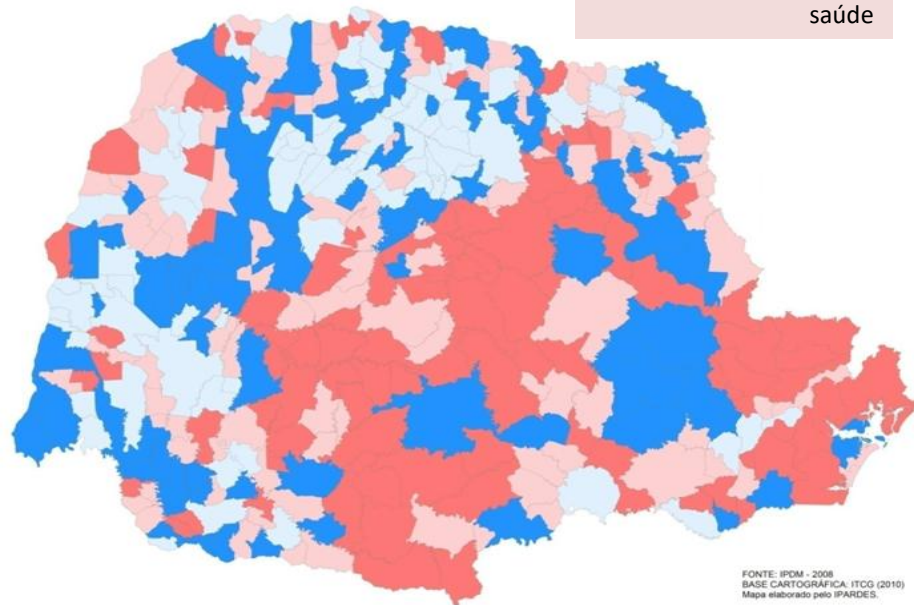 saúde
FONTE: IPDM - 2008
BASE CARTOGRÁFICA: ITCG (2010)
Mapa elaborado pelo IPARDES.